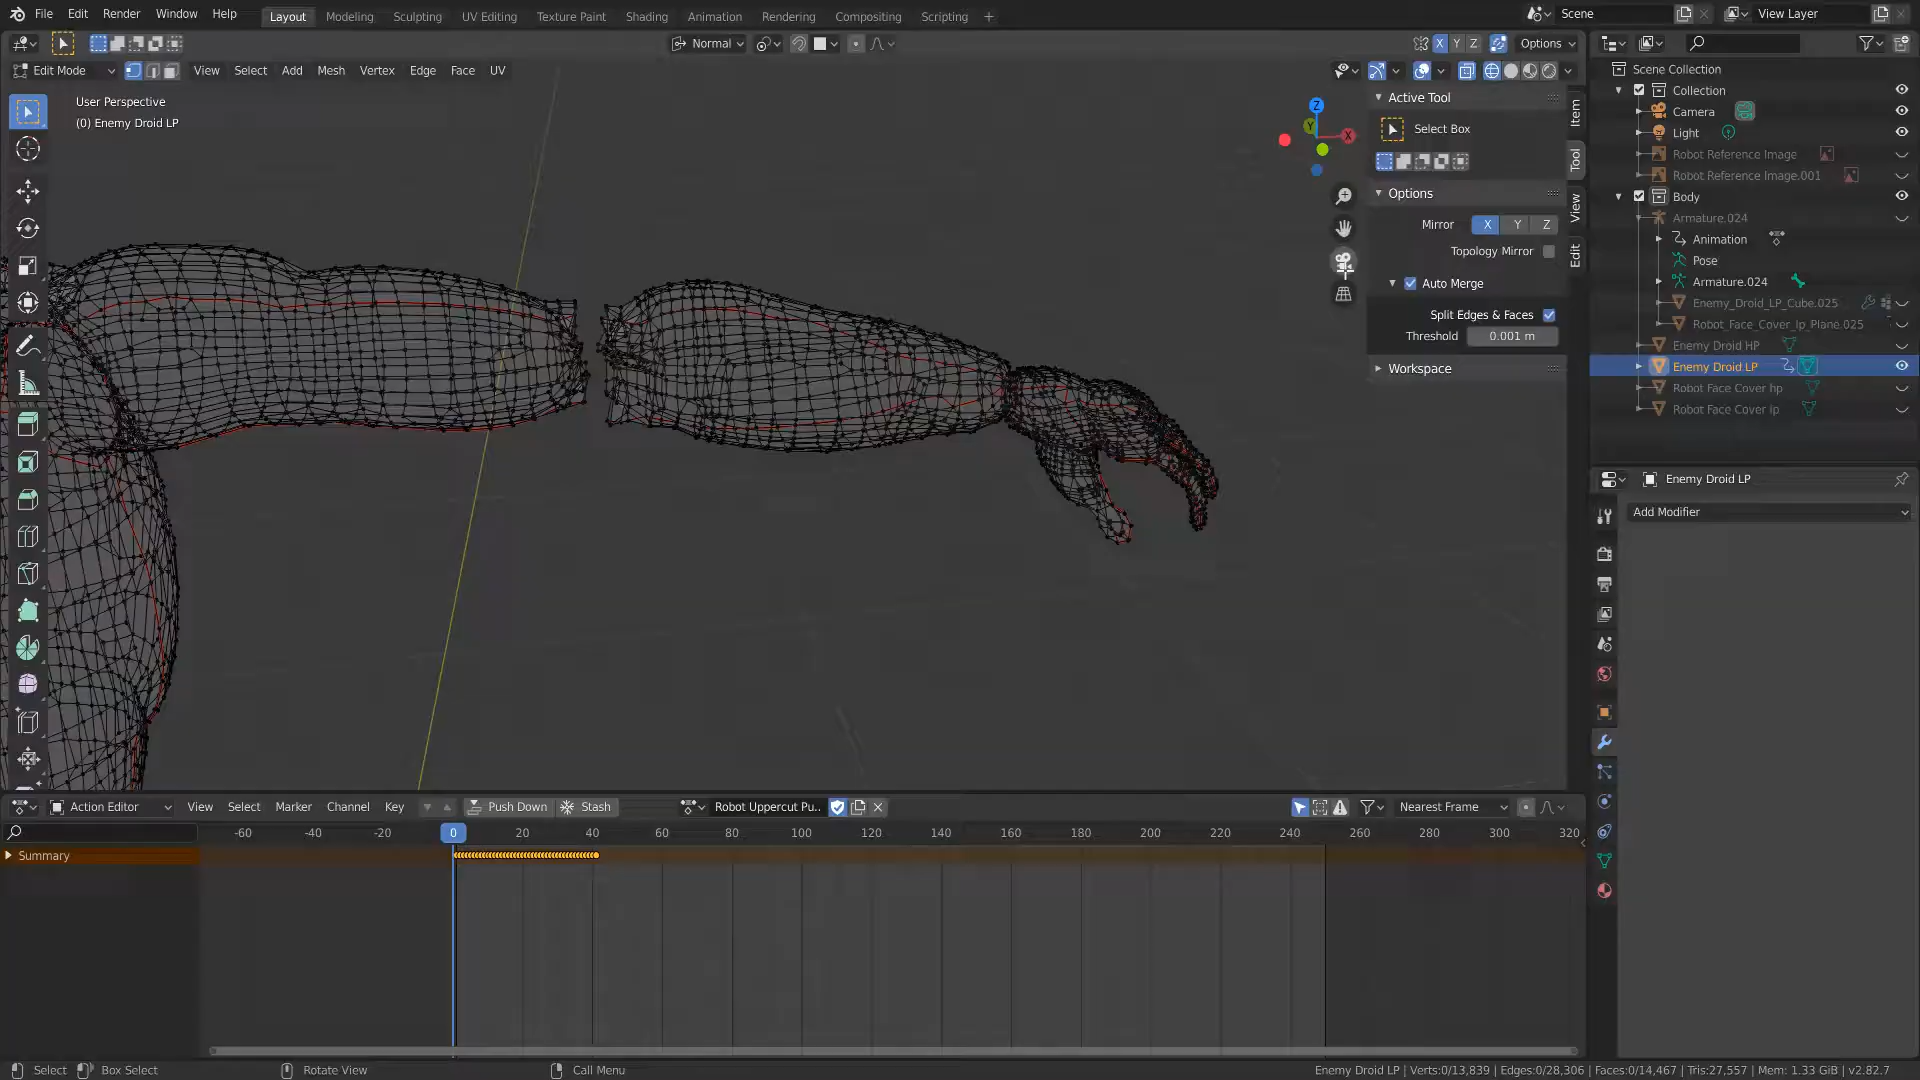 File Edit Render Window Help Layout Modeling Sculpting UV Editing Texture Paint Shading Animation Rendering Compositing Scripting + Scene View Layer
Normal X Y Z Options
Edit Mode View Select Add Mesh Vertex Edge Face UV
User Perspective
(0) Enemy Droid LP
Z
Y
X
Active Tool
Select Box
Options
Mirror X Y Z
Topology Mirror
Auto Merge
Split Edges & Faces
Threshold 0.001 m
Workspace
Item
Tool
View
Edit
Scene Collection
Collection
Camera
Light
Robot Reference Image
Robot Reference Image.001
Body
Armature.024
Animation
Pose
Armature.024
Enemy_Droid_LP_Cube.025
Robot_Face_Cover_lp_Plane.025
Enemy Droid HP
Enemy Droid LP
Robot Face Cover hp
Robot Face Cover lp
Enemy Droid LP
Add Modifier
Action Editor View Select Marker Channel Key Push Down Stash Robot Uppercut Pu.. Nearest Frame
-60 -40 -20 0 20 40 60 80 100 120 140 160 180 200 220 240 260 280 300 320
Summary
Select Box Select Rotate View Call Menu Enemy Droid LP | Verts:0/13,839 | Edges:0/28,306 | Faces:0/14,467 | Tris:27,557 | Mem: 1.33 GiB | v2.82.7